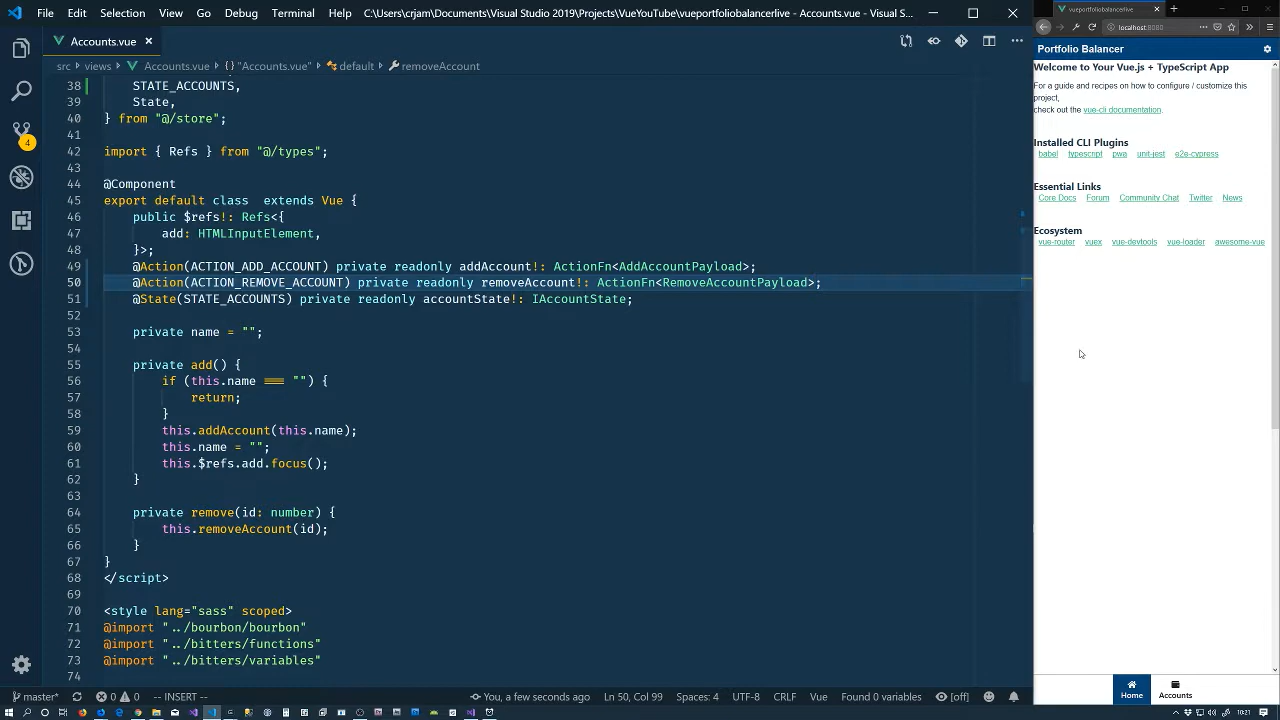 File Edit Selection View Go Debug Terminal Help C:\Users\crjam\Documents\Visual Studio 2019\Projects\VueYouTube\vueportfoliobalancerlive - Accounts.vue - Visual S...
Accounts.vue
src > views > Accounts.vue > {} "Accounts.vue" > default > removeAccount
38 STATE_ACCOUNTS,
39 State,
40 } from "@/store";
41
42 import { Refs } from "@/types";
43
44 @Component
45 export default class  extends Vue {
46 public $refs!: Refs<{
47 add: HTMLInputElement,
48 }>;
49 @Action(ACTION_ADD_ACCOUNT) private readonly addAccount!: ActionFn<AddAccountPayload>;
50 @Action(ACTION_REMOVE_ACCOUNT) private readonly removeAccount!: ActionFn<RemoveAccountPayload>;
51 @State(STATE_ACCOUNTS) private readonly accountState!: IAccountState;
52
53 private name = "";
54
55 private add() {
56 if (this.name === "") {
57 return;
58 }
59 this.addAccount(this.name);
60 this.name = "";
61 this.$refs.add.focus();
62 }
63
64 private remove(id: number) {
65 this.removeAccount(id);
66 }
67 }
68 </script>
69
70 <style lang="sass" scoped>
71 @import "../bourbon/bourbon"
72 @import "../bitters/functions"
73 @import "../bitters/variables"
74
4
master* 0 0 -- INSERT -- You, a few seconds ago Ln 50, Col 99 Spaces: 4 UTF-8 CRLF Vue Found 0 variables [off]
vueportfoliobalancerlive
localhost:8080
Portfolio Balancer
Welcome to Your Vue.js + TypeScript App
For a guide and recipes on how to configure / customize this
project,
check out the vue-cli documentation.
Installed CLI Plugins
babel typescript pwa unit-jest e2e-cypress
Essential Links
Core Docs Forum Community Chat Twitter News
Ecosystem
vue-router vuex vue-devtools vue-loader awesome-vue
Home Accounts
10:21